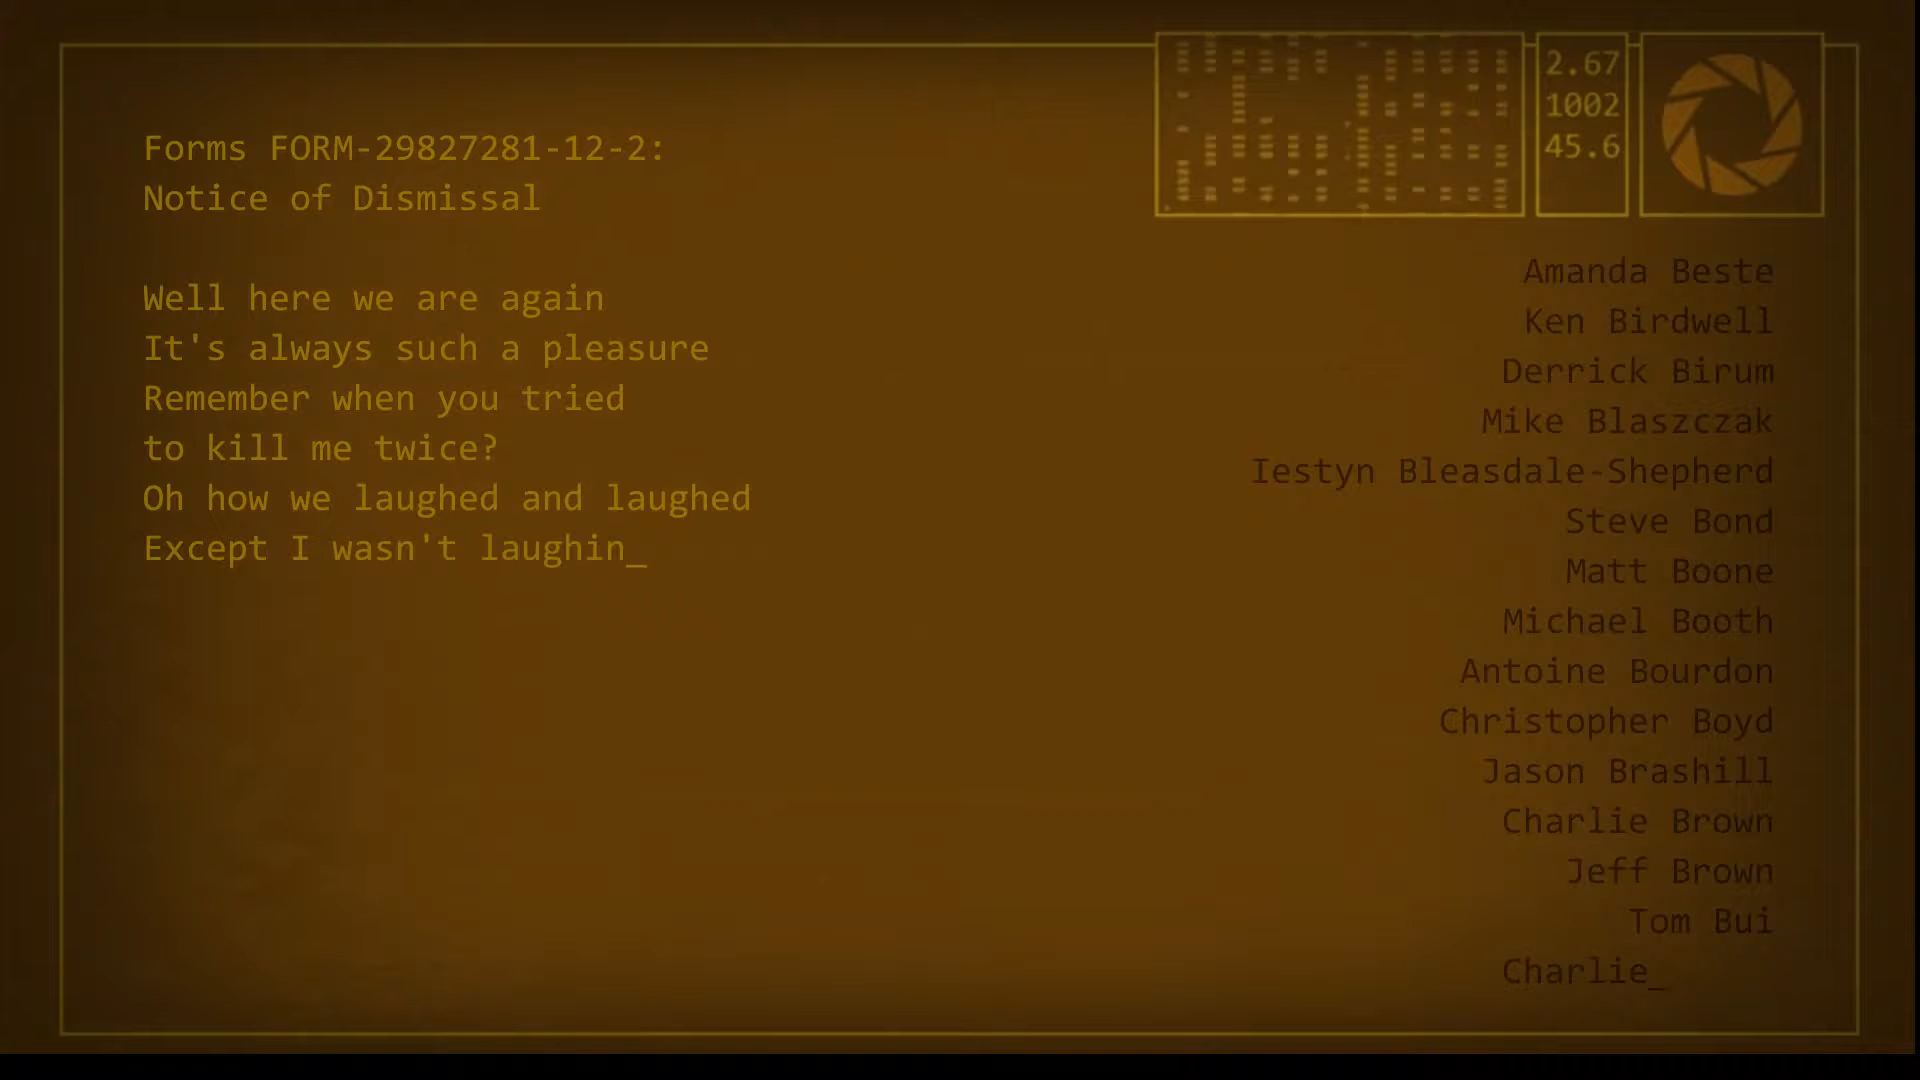 Forms FORM-29827281-12-2:
Notice of Dismissal
Well here we are again
It's always such a pleasure
Remember when you tried
to kill me twice?
Oh how we laughed and laughed
Except I wasn't laughin_
2.67
1002
45.6
Amanda Beste
Ken Birdwell
Derrick Birum
Mike Blaszczak
Iestyn Bleasdale-Shepherd
Steve Bond
Matt Boone
Michael Booth
Antoine Bourdon
Christopher Boyd
Jason Brashill
Charlie Brown
Jeff Brown
Tom Bui
Charlie_